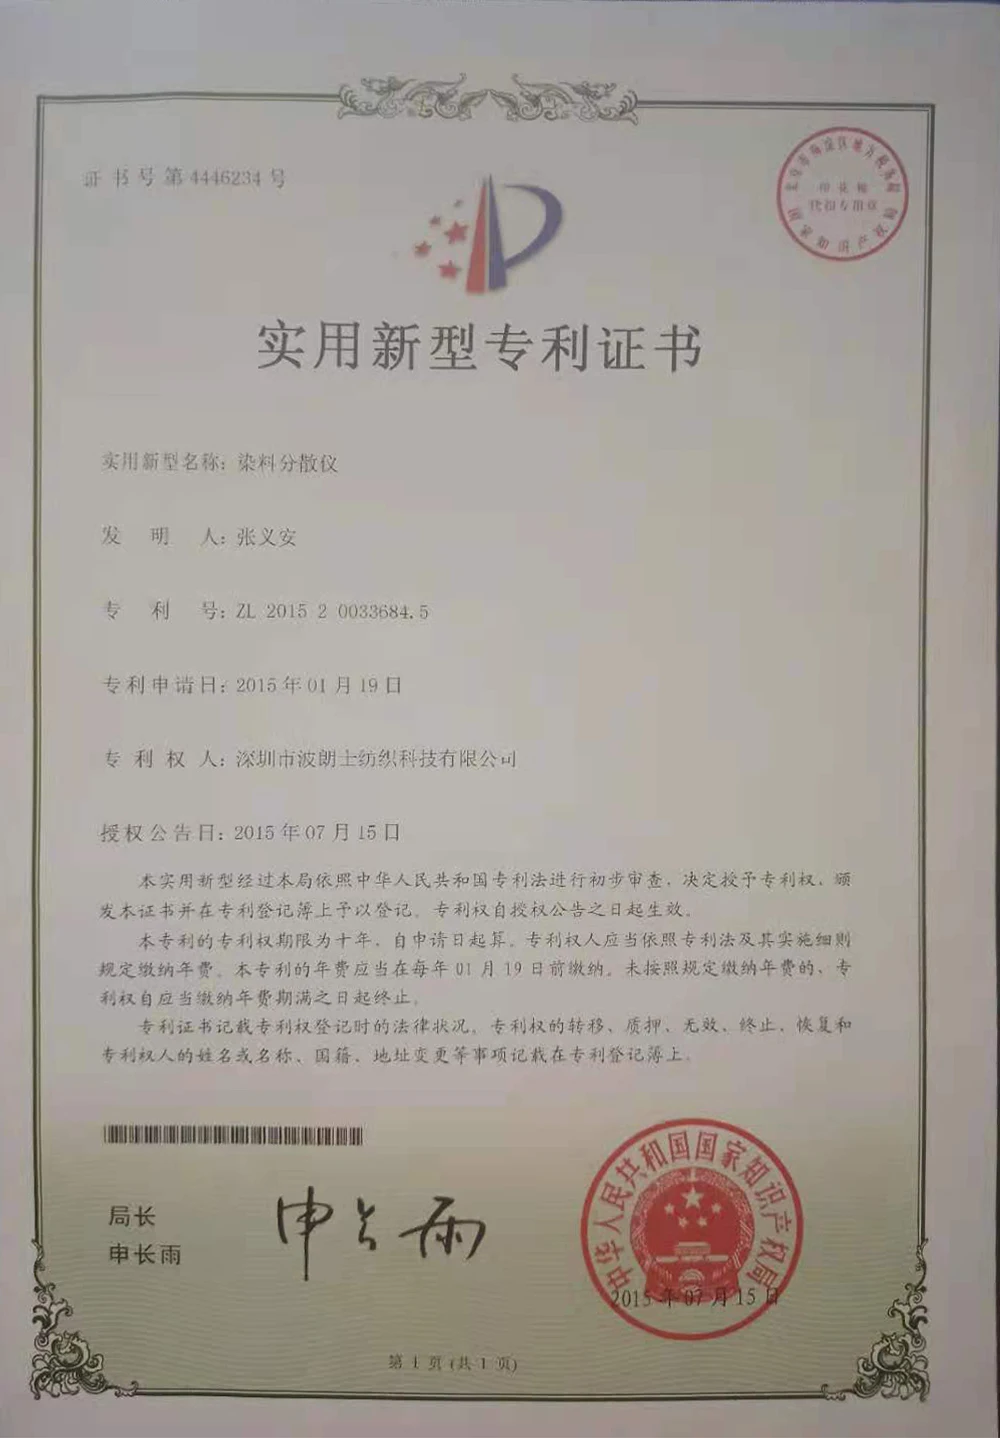 证书号第4446234号
印花税
代扣专用章
实用新型专利证书
实用新型名称：染料分散仪
发明人：张义安
专利号：ZL 2015 2 0033684.5
专利申请日：2015年01月19日
专利权人：深圳市波朗士纺织科技有限公司
授权公告日：2015年07月15日
本实用新型经过本局依照中华人民共和国专利法进行初步审查，决定授予专利权，颁
发本证书并在专利登记簿上予以登记。专利权自授权公告之日起生效。
本专利的专利权期限为十年，自申请日起算。专利权人应当依照专利法及其实施细则
规定缴纳年费。本专利的年费应当在每年01月19日前缴纳。未按照规定缴纳年费的，专
利权自应当缴纳年费期满之日起终止。
专利证书记载专利权登记时的法律状况。专利权的转移、质押、无效、终止、恢复和
专利权人的姓名或名称、国籍、地址变更等事项记载在专利登记簿上。
局长
申长雨
申长雨
中华人民共和国国家知识产权局
2015年07月15日
第1页(共1页)